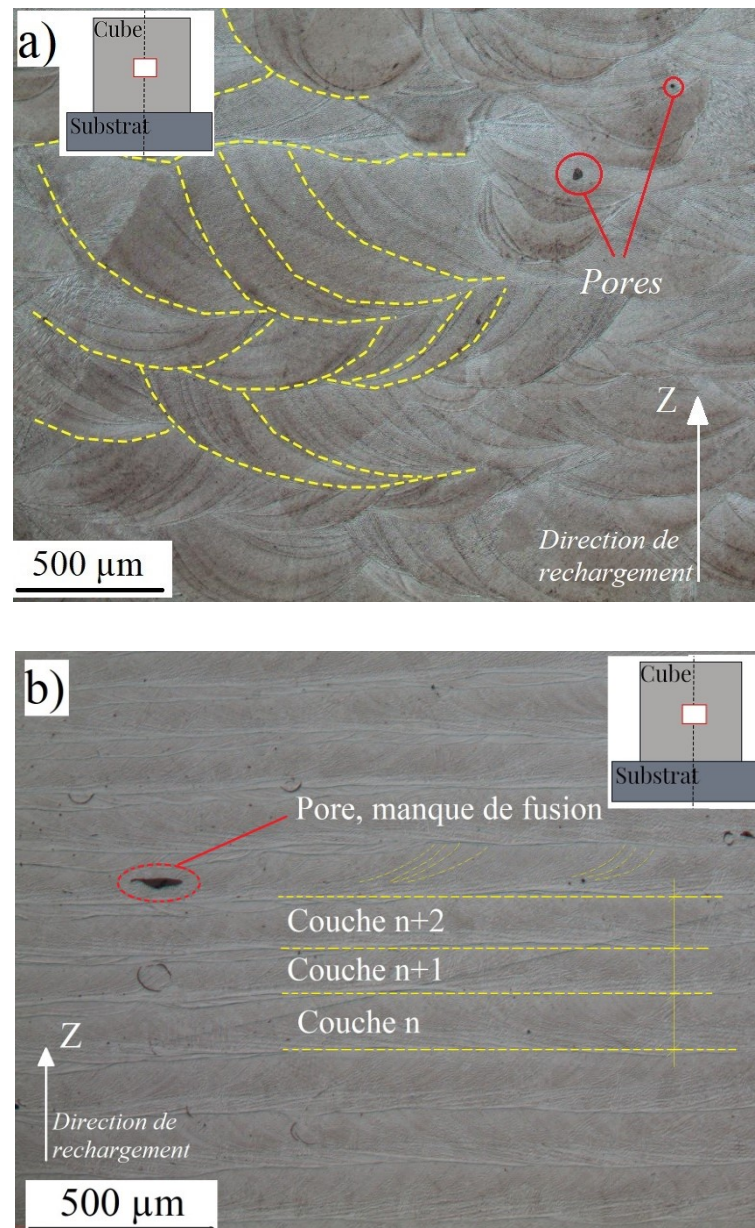 a)
Cube
Substrat
Pores
Z
Direction de
rechargement
500 µm
b)
Cube
Substrat
Pore, manque de fusion
Couche n+2
Couche n+1
Couche n
Z
Direction de
rechargement
500 µm